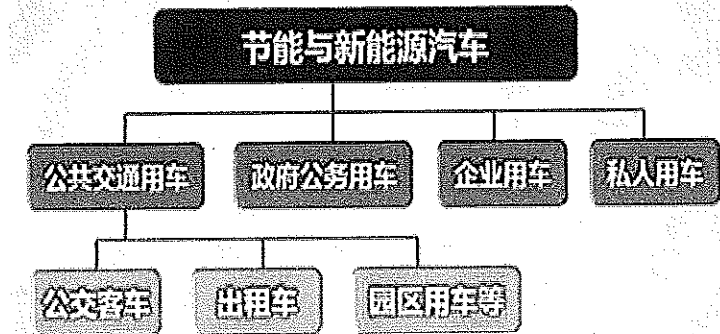 节能与新能源汽车
公共交通用车 政府公务用车 企业用车 私人用车
公交客车 出租车 园区用车等